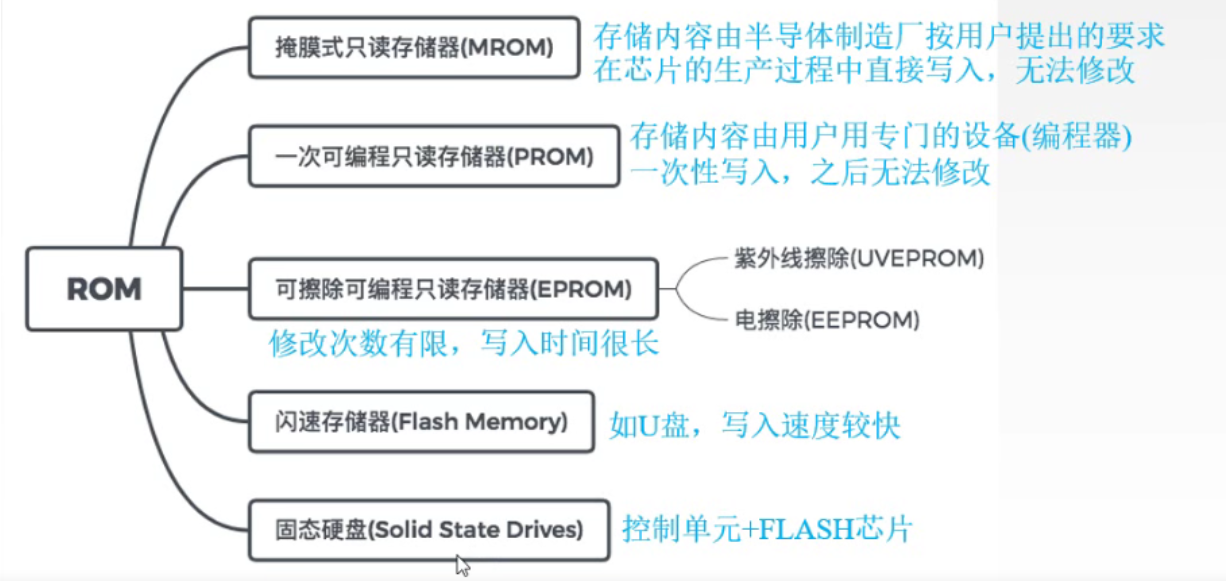 掩膜式只读存储器(MROM)
存储内容由半导体制造厂按用户提出的要求
在芯片的生产过程中直接写入，无法修改
一次可编程只读存储器(PROM)
存储内容由用户用专门的设备(编程器)
一次性写入，之后无法修改
ROM
可擦除可编程只读存储器(EPROM)
紫外线擦除(UVEPROM)
电擦除(EEPROM)
修改次数有限，写入时间很长
闪速存储器(Flash Memory)
如U盘，写入速度较快
固态硬盘(Solid State Drives)
控制单元+FLASH芯片